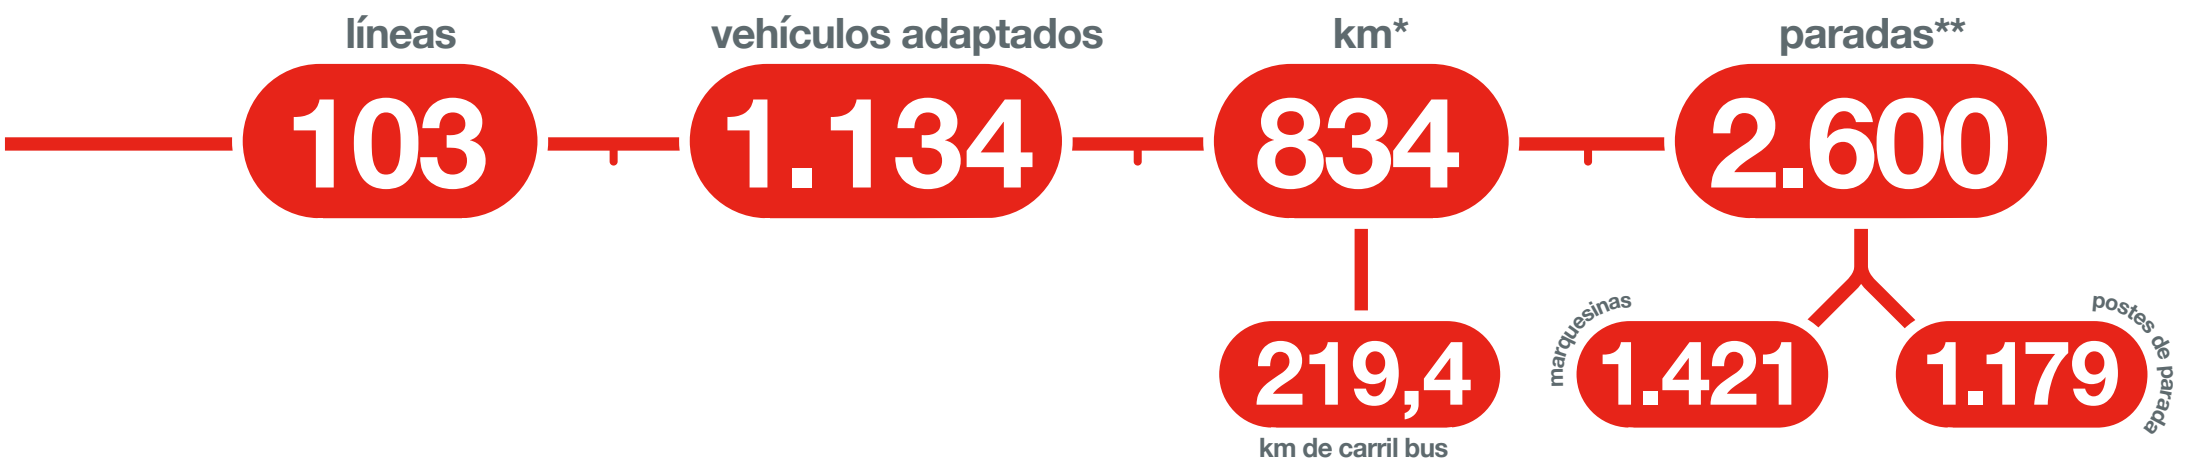 líneas
103
vehículos adaptados
1.134
km*
834
paradas**
2.600
219,4
km de carril bus
marquesinas
1.421
postes de parada
1.179